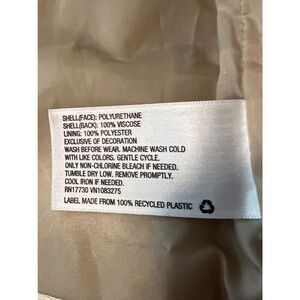 SHELL(FACE): POLYURETHANE
SHELL(BACK): 100% VISCOSE
LINING: 100% POLYESTER
EXCLUSIVE OF DECORATION
WASH BEFORE WEAR. MACHINE WASH COLD
WITH LIKE COLORS. GENTLE CYCLE.
ONLY NON-CHLORINE BLEACH IF NEEDED.
TUMBLE DRY LOW. REMOVE PROMPTLY.
COOL IRON IF NEEDED.
RN17730 VN1083275
LABEL MADE FROM 100% RECYCLED PLASTIC